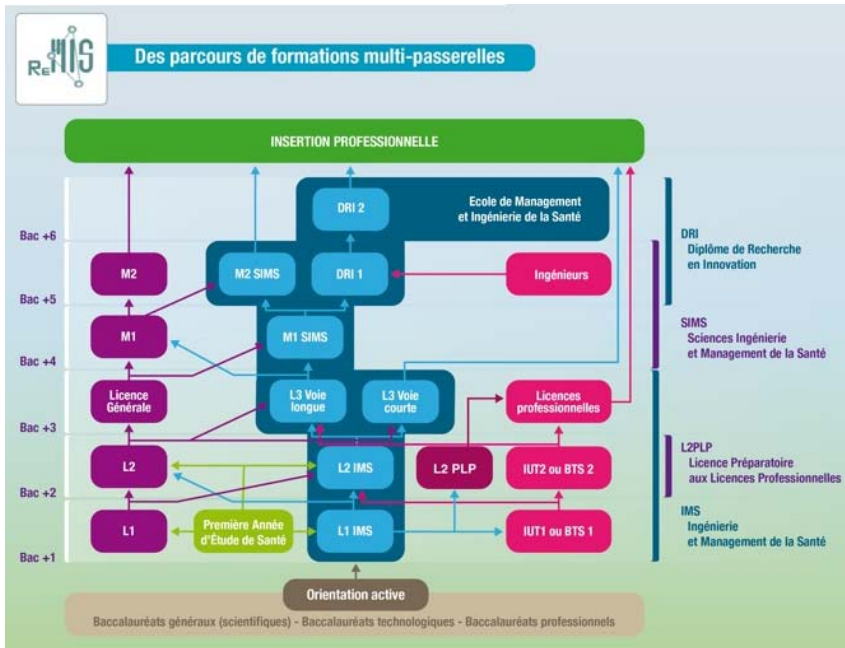 ReMIS
Des parcours de formations multi-passerelles
INSERTION PROFESSIONNELLE
Ecole de Management
et Ingénierie de la Santé
DRI 2
Bac +6
M2
M2 SIMS
DRI 1
Ingénieurs
Bac +5
M1
M1 SIMS
Bac +4
Licence
Générale
L3 Voie
longue
L3 Voie
courte
Licences
professionnelles
Bac +3
L2
L2 IMS
L2 PLP
IUT2 ou BTS 2
Bac +2
L1
Première Année
d'Étude de Santé
L1 IMS
IUT1 ou BTS 1
Bac +1
DRI
Diplôme de Recherche
en Innovation
SIMS
Sciences Ingénierie
et Management de la Santé
L2PLP
Licence Préparatoire
aux Licences Professionnelles
IMS
Ingénierie
et Management de la Santé
Orientation active
Baccalauréats généraux (scientifiques) - Baccalauréats technologiques - Baccalauréats professionnels